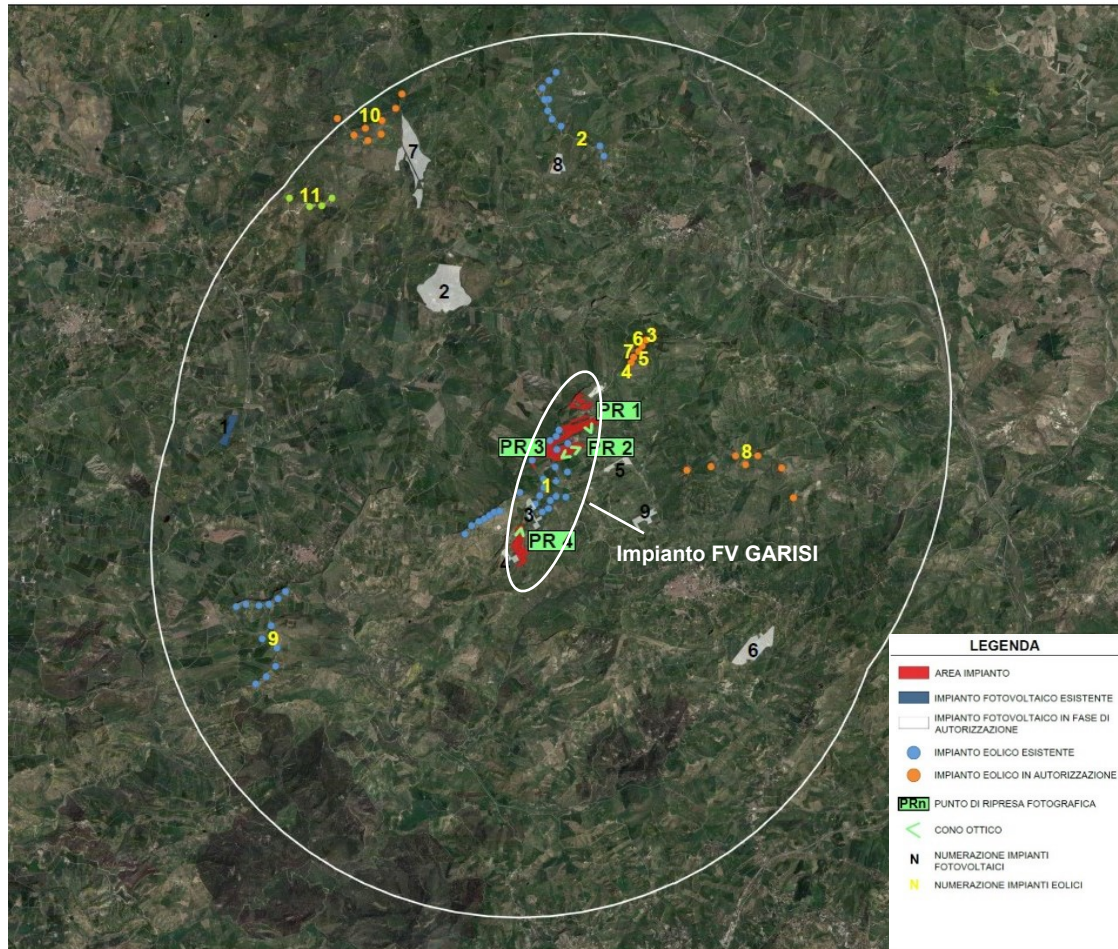 10
2
7
8
11
2
6 3
7 5
4
PR 1
1
PR 3
PR 2
8
5
1
3
9
PR 4
Impianto FV GARISI
4
9
6
LEGENDA
AREA IMPIANTO
IMPIANTO FOTOVOLTAICO ESISTENTE
IMPIANTO FOTOVOLTAICO IN FASE DI
AUTORIZZAZIONE
IMPIANTO EOLICO ESISTENTE
IMPIANTO EOLICO IN AUTORIZZAZIONE
PRn PUNTO DI RIPRESA FOTOGRAFICA
CONO OTTICO
N NUMERAZIONE IMPIANTI
FOTOVOLTAICI
N NUMERAZIONE IMPIANTI EOLICI